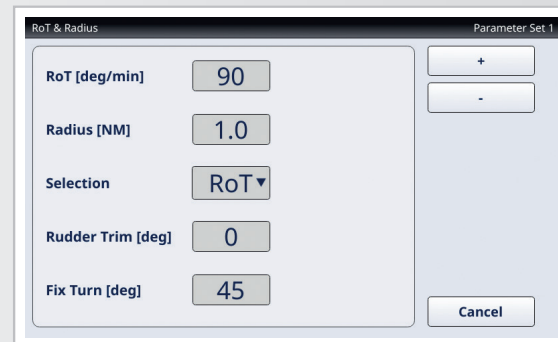 RoT & Radius Parameter Set 1
RoT [deg/min] 90
Radius [NM] 1.0
Selection RoT▼
Rudder Trim [deg] 0
Fix Turn [deg] 45
+
-
Cancel